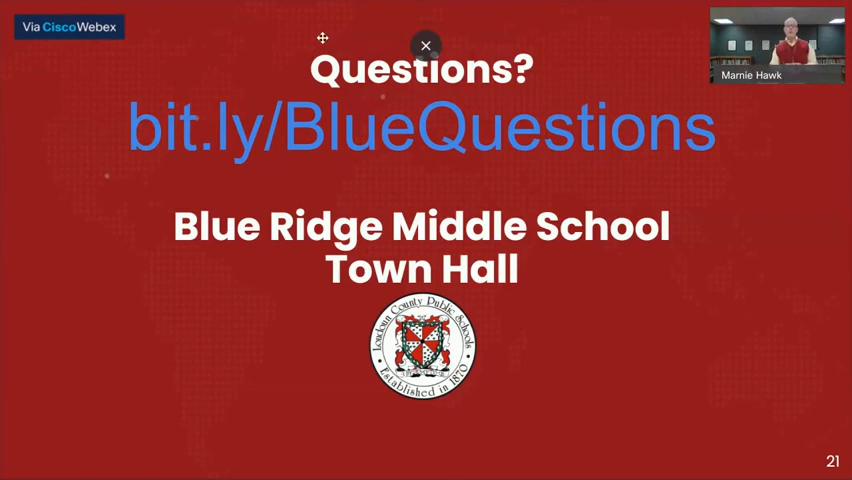 Via CiscoWebex
Questions?
Marnie Hawk
bit.ly/BlueQuestions
Blue Ridge Middle School
Town Hall
Loudoun County Public Schools
Established in 1870
21